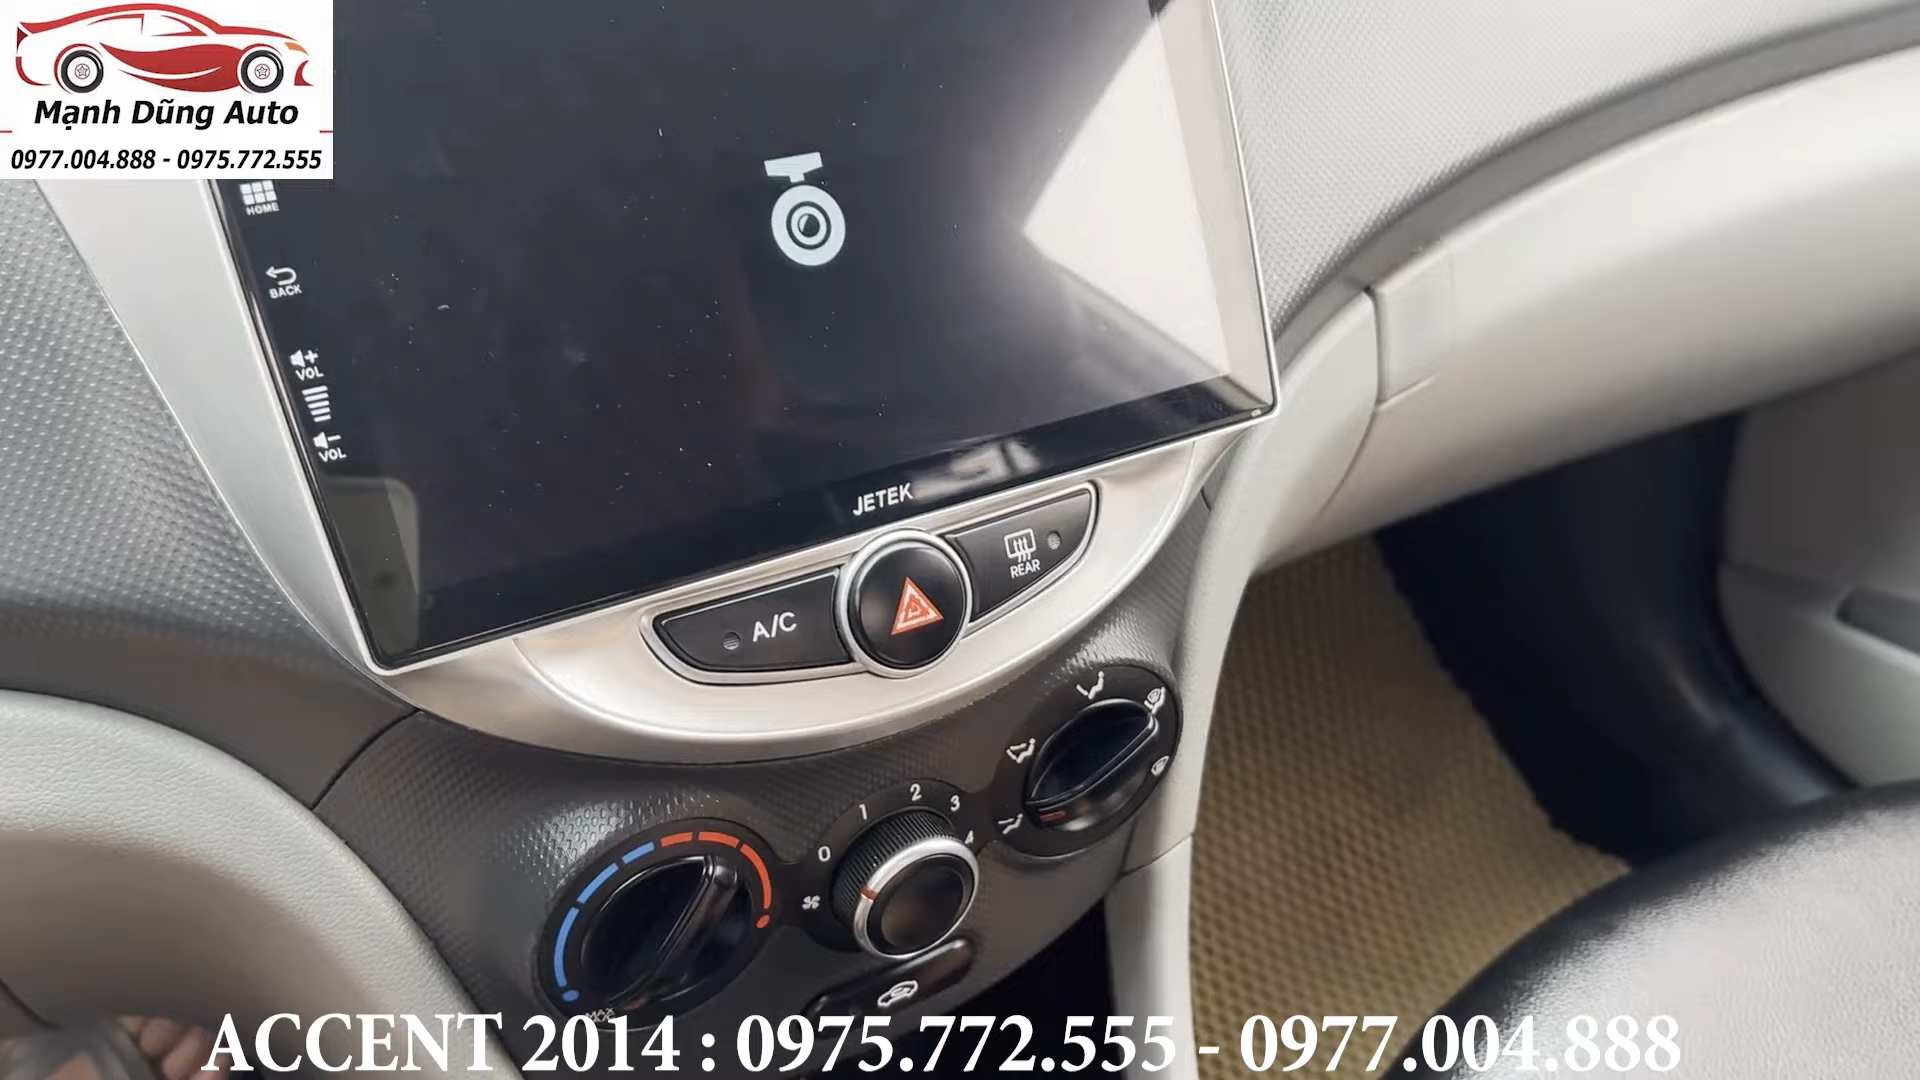 Mạnh Dũng Auto
0977.004.888 - 0975.772.555
HOME
BACK
VOL
VOL
JETEK
A/C
REAR
0 1 2 3 4
MAX
ACCENT 2014 : 0975.772.555 - 0977.004.888